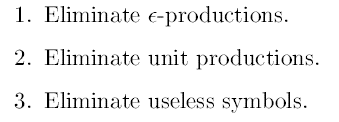 1. Eliminate ϵ-productions.
2. Eliminate unit productions.
3. Eliminate useless symbols.